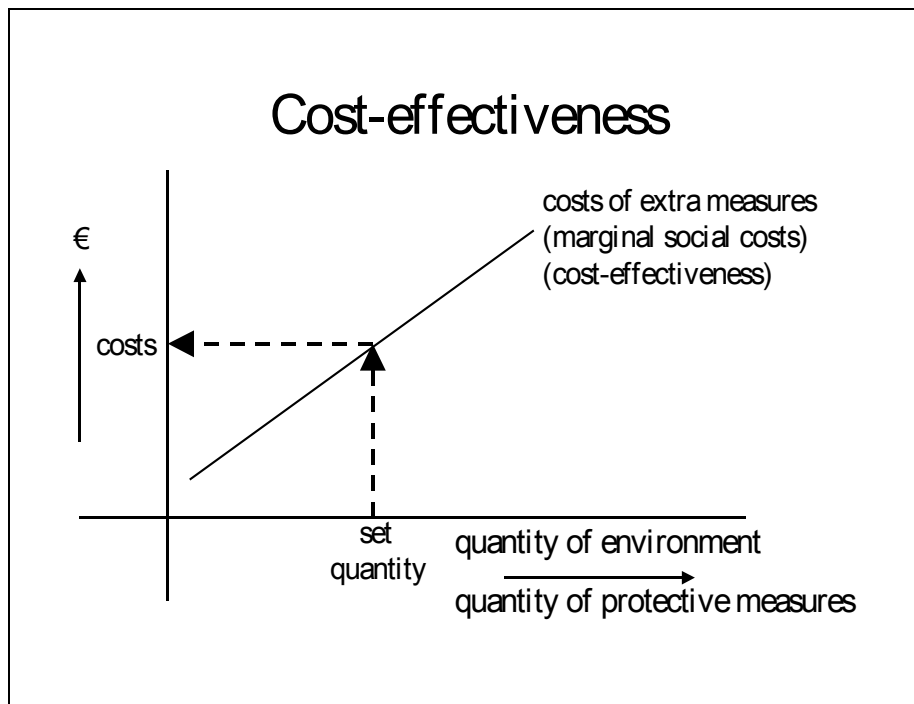 Cost-effectiveness
costs of extra measures
(marginal social costs)
(cost-effectiveness)
€
costs
set
quantity
quantity of environment
quantity of protective measures